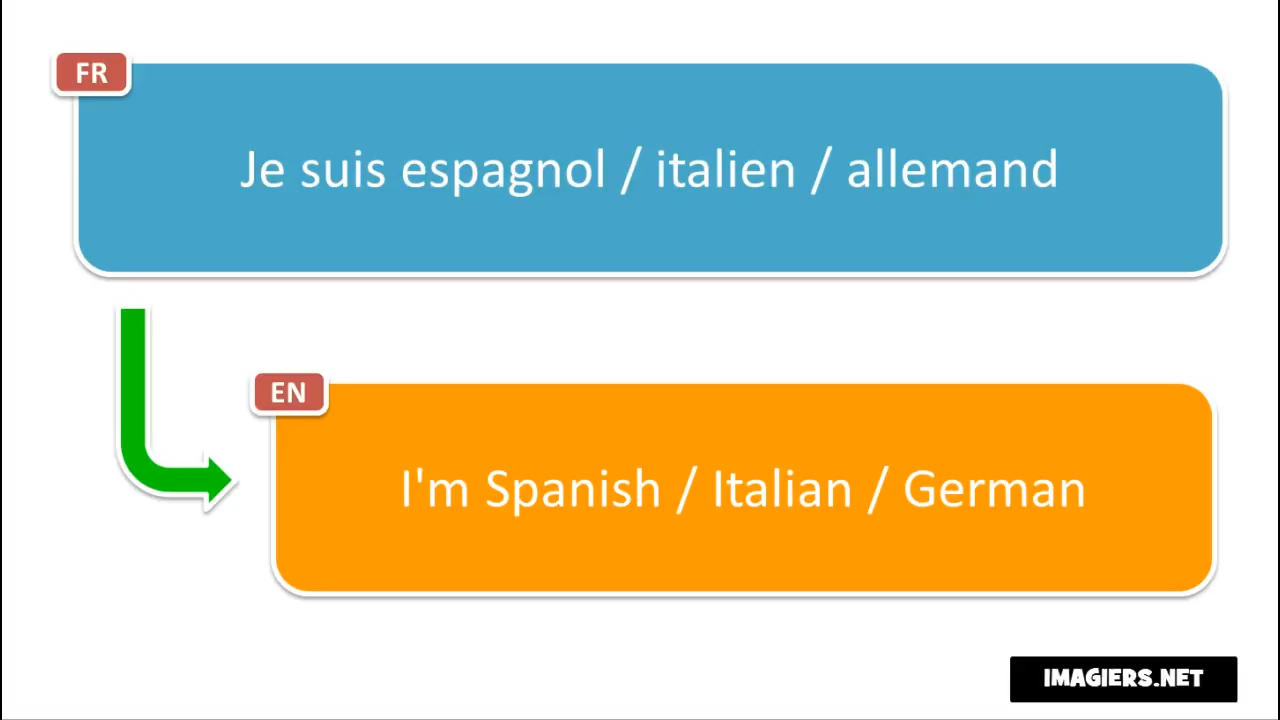 FR
Je suis espagnol / italien / allemand
EN
I'm Spanish / Italian / German
IMAGIERS.NET